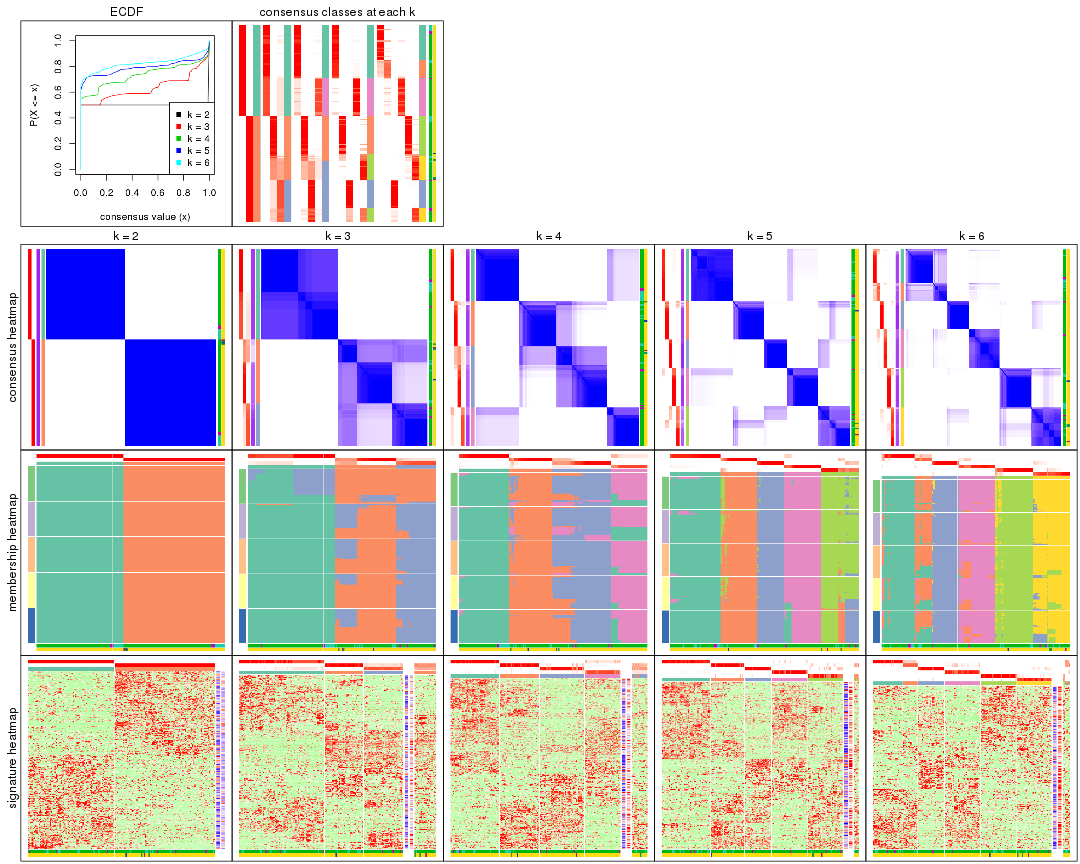 ECDF
consensus classes at each k
P(X <= x)
0.0 0.2 0.4 0.6 0.8 1.0
k = 2
k = 3
k = 4
k = 5
k = 6
0.0 0.2 0.4 0.6 0.8 1.0
consensus value (x)
k = 2
k = 3
k = 4
k = 5
k = 6
consensus heatmap
membership heatmap
signature heatmap